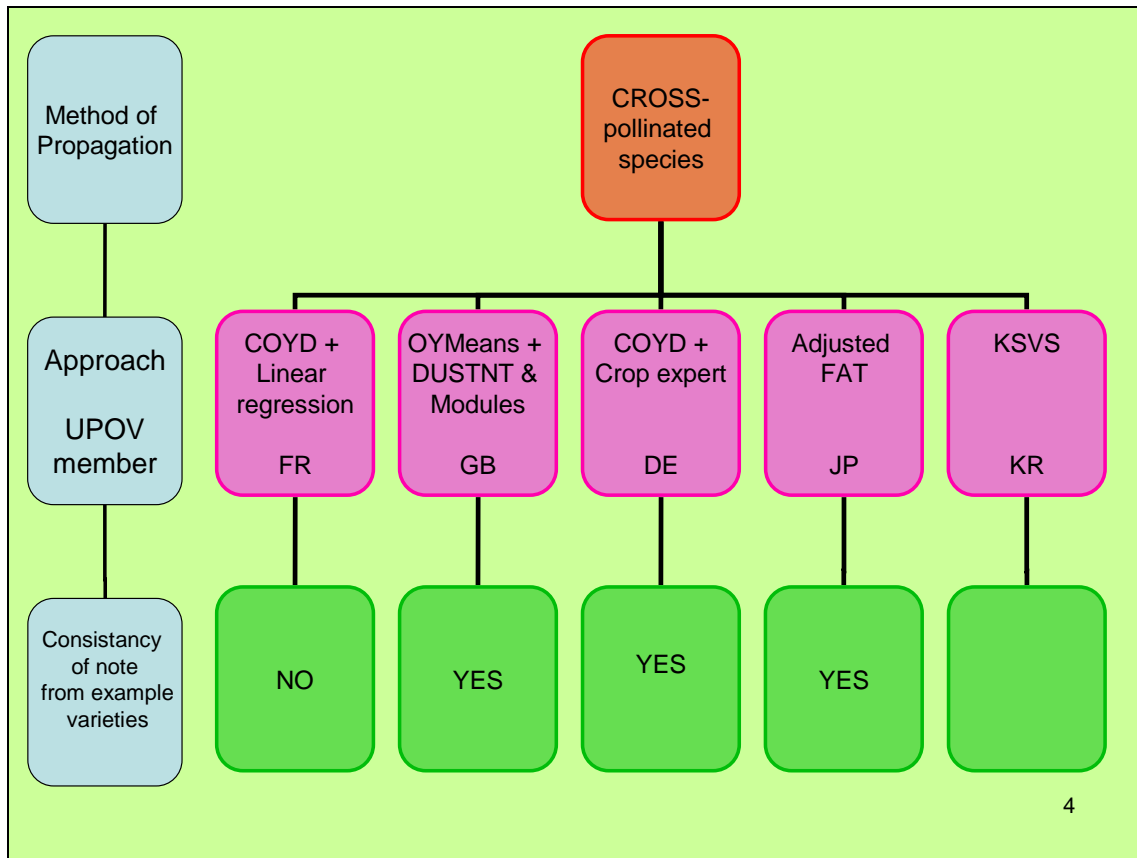 Method of
Propagation
CROSS-
pollinated
species
Approach
UPOV
member
COYD +
Linear
regression
FR
OYMeans +
DUSTNT &
Modules
GB
COYD +
Crop expert
DE
Adjusted
FAT
JP
KSVS
KR
Consistancy
of note
from example
varieties
NO
YES
YES
YES
4